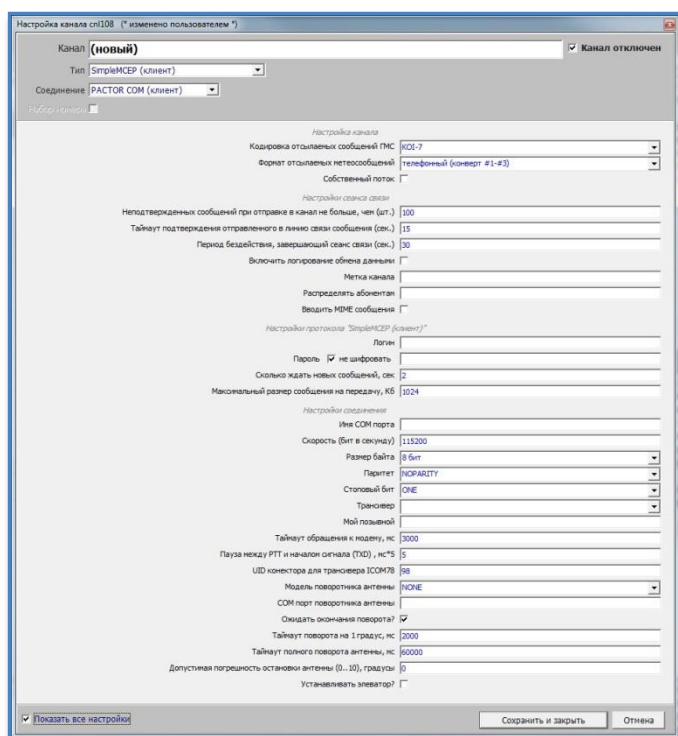 Настройка канала cnl108 (* изменено пользователем *)
Канал (новый) Канал отключен
Тип SimpleMCEP (клиент)
Соединение PACTOR COM (клиент)
Набор номера
Настройка канала
Кодировка отсылаемых сообщений ГМС KOI-7
Формат отсылаемых метеосообщений телефонный (конверт #1-#3)
Собственный поток
Настройки сеанса связи
Неподтвержденных сообщений при отправке в канал не больше, чем (шт.) 100
Таймаут подтверждения отправленного в линию связи сообщения (сек.) 15
Период бездействия, завершающий сеанс связи (сек.) 30
Включить логирование обмена данными
Метка канала
Распределять абонентам
Вводить MIME сообщения
Настройки протокола "SimpleMCEP (клиент)"
Логин
Пароль не шифровать
Сколько ждать новых сообщений, сек 2
Максимальный размер сообщения на передачу, Кб 1024
Настройки соединения
Имя COM порта
Скорость (бит в секунду) 115200
Размер байта 8 бит
Паритет NOPARITY
Стоповый бит ONE
Трансивер
Мой позывной
Таймаут обращения к модему, мс 3000
Пауза между PTT и началом сигнала (TXD) , мс*5 5
UID конектора для трансивера ICOM78 98
Модель поворотника антенны NONE
COM порт поворотника антенны
Ожидать окончания поворота?
Таймаут поворота на 1 градус, мс 2000
Таймаут полного поворота антенны, мс 60000
Допустимая погрешность остановки антенны (0..10), градусы 0
Устанавливать элеватор?
Показать все настройки Сохранить и закрыть Отмена